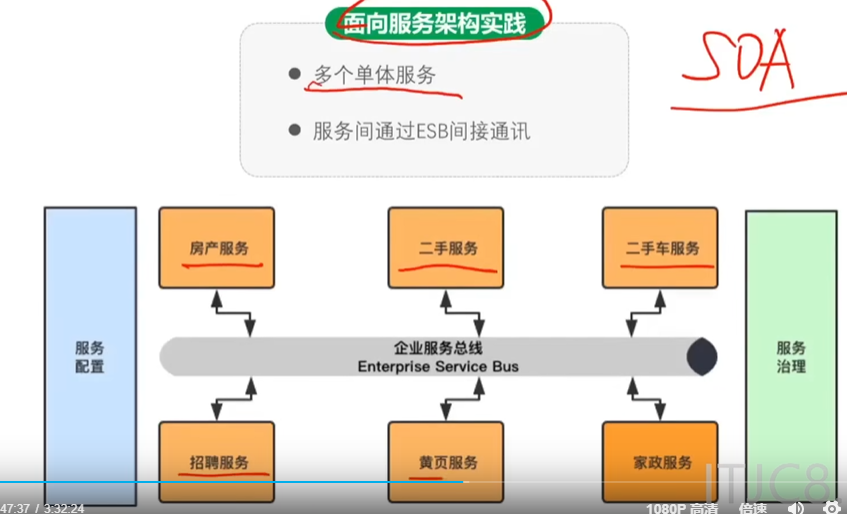 面向服务架构实践
SOA
多个单体服务
服务间通过ESB间接通讯
房产服务
二手服务
二手车服务
服务
配置
企业服务总线
Enterprise Service Bus
服务
治理
招聘服务
黄页服务
家政服务
ITJC8
47:37 / 3:32:24
1080P 高清
倍速